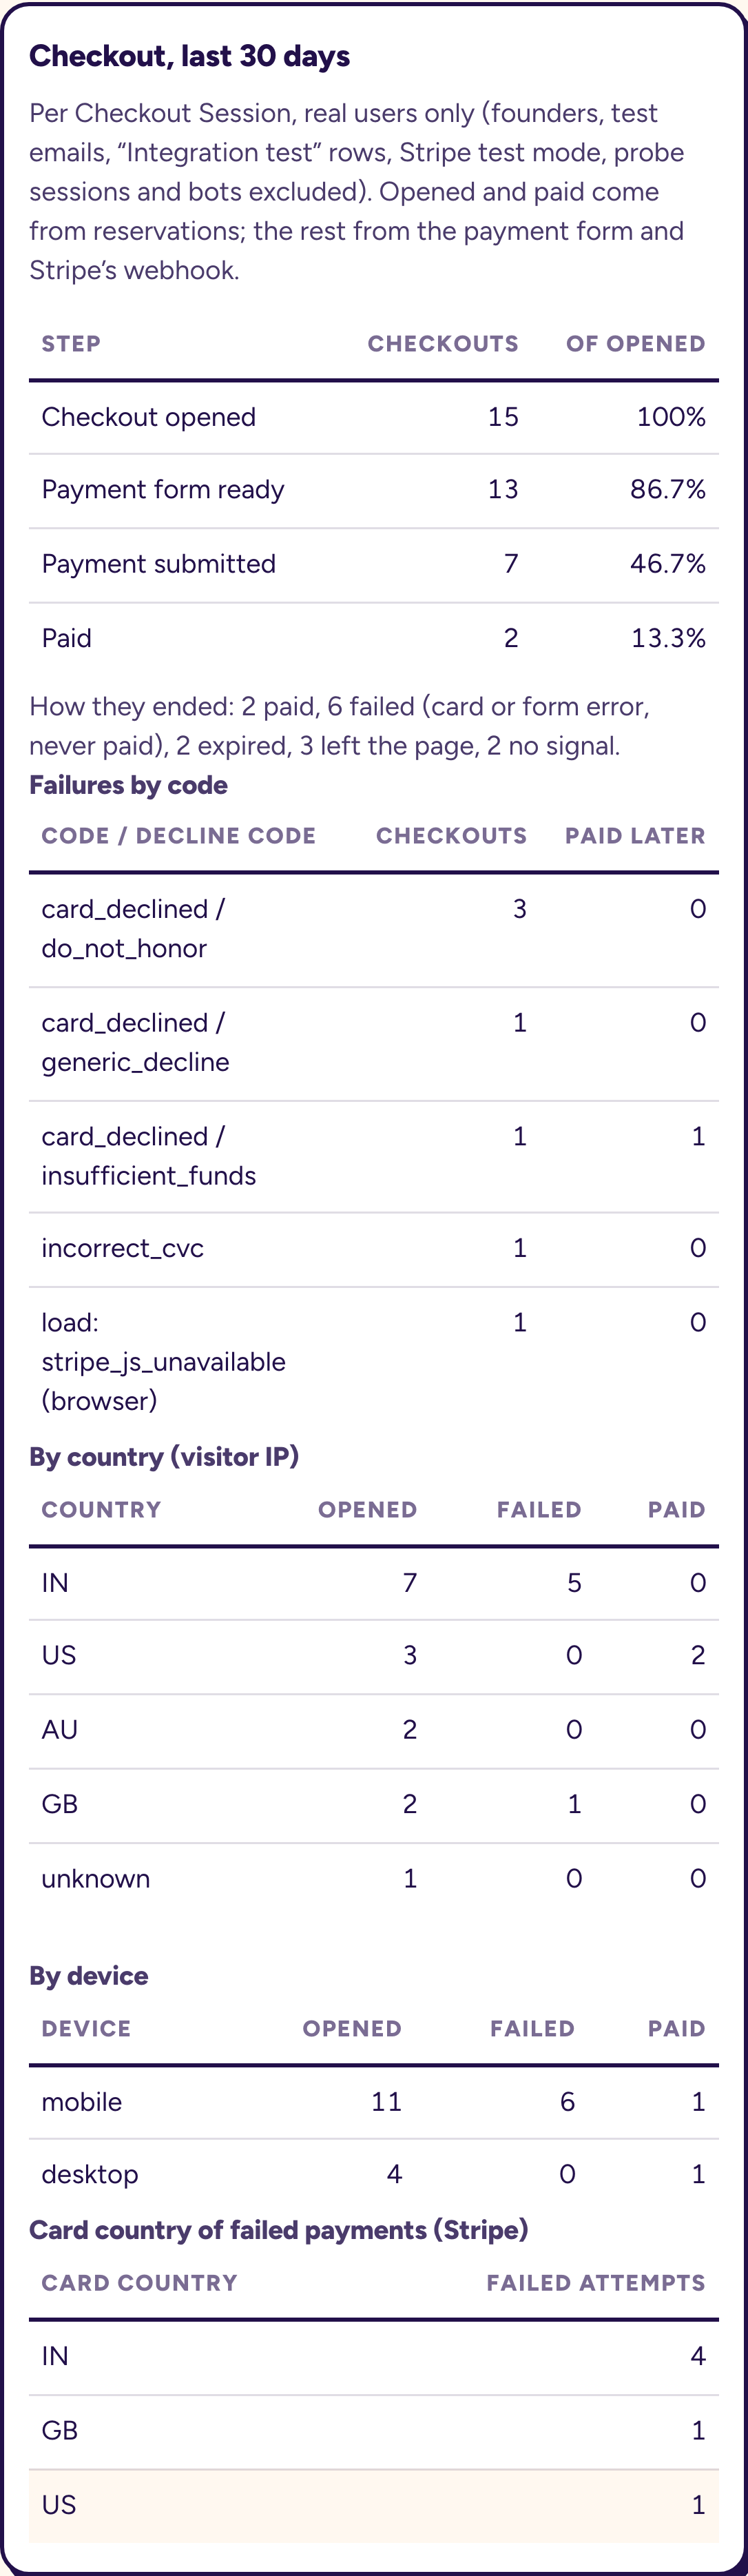 Checkout, last 30 days
Per Checkout Session, real users only (founders, test
emails, “Integration test” rows, Stripe test mode, probe
sessions and bots excluded). Opened and paid come
from reservations; the rest from the payment form and
Stripe’s webhook.
STEP CHECKOUTS OF OPENED
Checkout opened 15 100%
Payment form ready 13 86.7%
Payment submitted 7 46.7%
Paid 2 13.3%
How they ended: 2 paid, 6 failed (card or form error,
never paid), 2 expired, 3 left the page, 2 no signal.
Failures by code
CODE / DECLINE CODE CHECKOUTS PAID LATER
card_declined / 3 0
do_not_honor
card_declined / 1 0
generic_decline
card_declined / 1 1
insufficient_funds
incorrect_cvc 1 0
load: 1 0
stripe_js_unavailable
(browser)
By country (visitor IP)
COUNTRY OPENED FAILED PAID
IN 7 5 0
US 3 0 2
AU 2 0 0
GB 2 1 0
unknown 1 0 0
By device
DEVICE OPENED FAILED PAID
mobile 11 6 1
desktop 4 0 1
Card country of failed payments (Stripe)
CARD COUNTRY FAILED ATTEMPTS
IN 4
GB 1
US 1